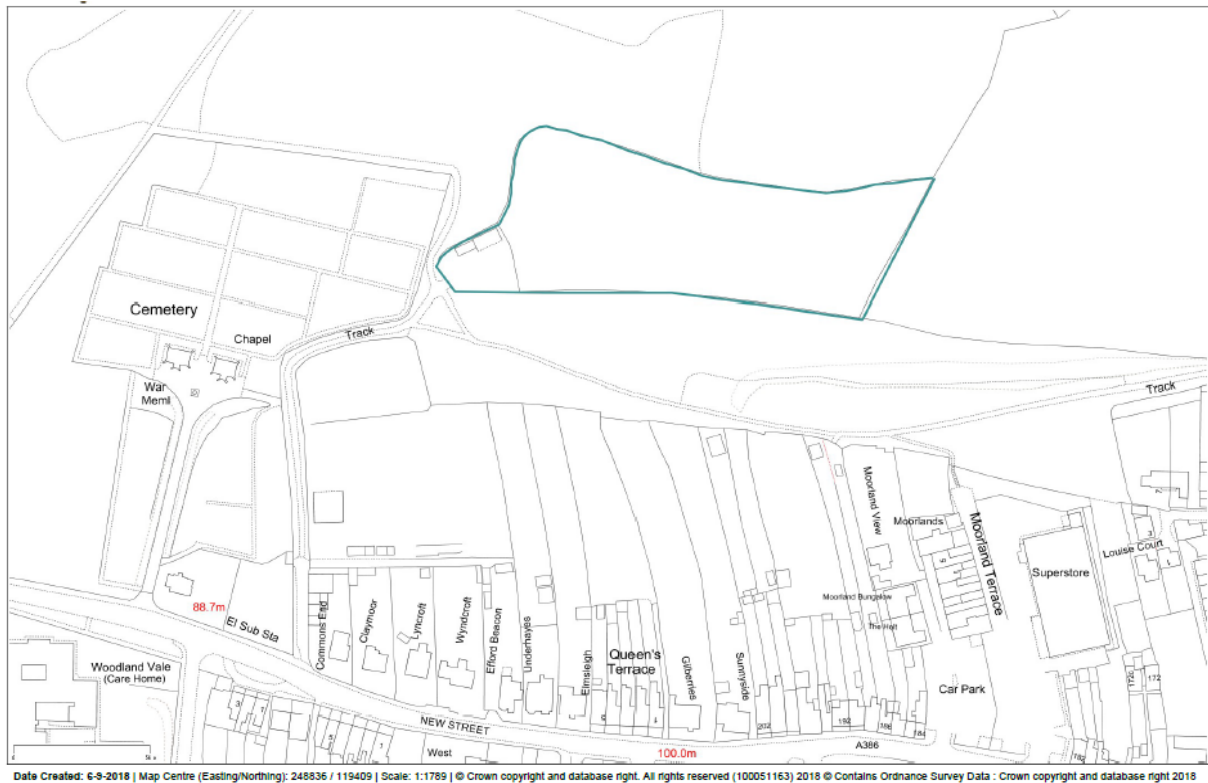 Cemetery
Chapel
Track
War
Meml
88.7m
El Sub Sta
Woodland Vale
(Care Home)
Commons End
Claymoor
Lyncroft
Wyndcroft
Efford Beacon
Underhayes
Elmsleigh
Queen's
Terrace
Gilberries
Sunnyside
Moorland View
Moorlands
Moorland Terrace
Moorland Bungalow
The Holt
Superstore
Louise Court
Track
Car Park
NEW STREET
A386
100.0m
West
202
192
186
184
172
Date Created: 6-9-2018 | Map Centre (Easting/Northing): 248836 / 119409 | Scale: 1:1789 | © Crown copyright and database right. All rights reserved (100051163) 2018 © Contains Ordnance Survey Data : Crown copyright and database right 2018